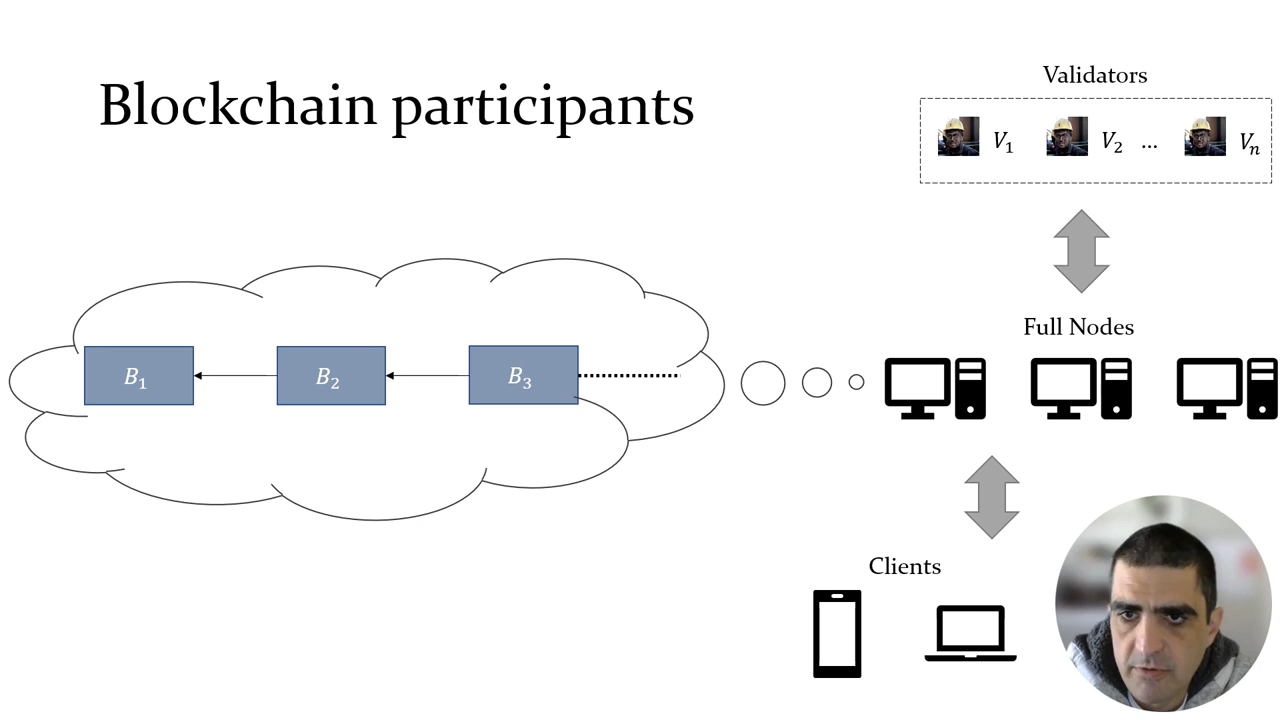 Blockchain participants
Validators
V₁ V₂ ... Vₙ
Full Nodes
B₁ B₂ B₃
Clients